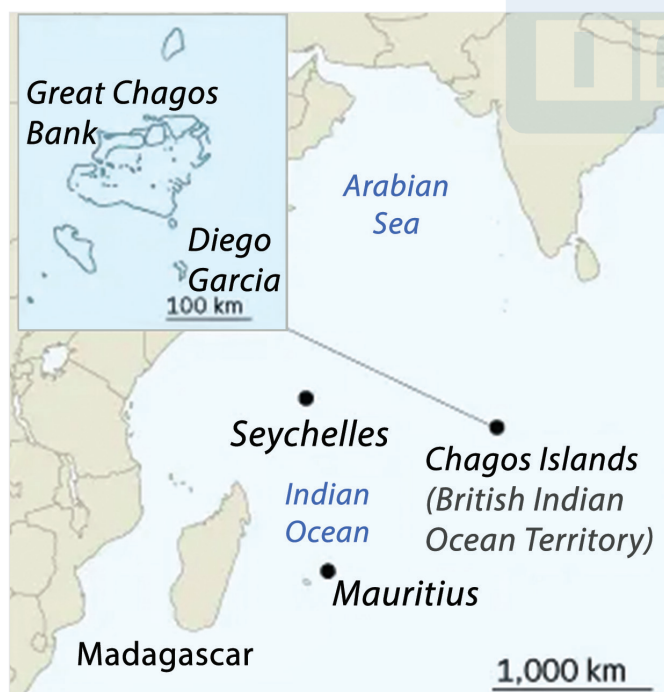 Great Chagos
Bank
Diego
Garcia
100 km
Arabian
Sea
Seychelles
Chagos Islands
(British Indian
Ocean Territory)
Indian
Ocean
Mauritius
Madagascar
1,000 km